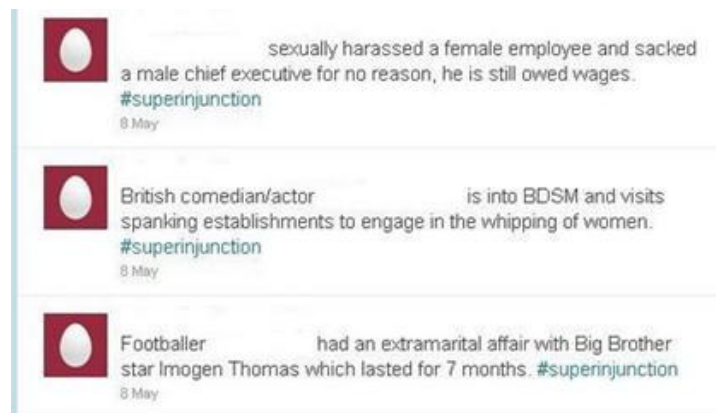 sexually harassed a female employee and sacked
a male chief executive for no reason, he is still owed wages.
#superinjunction
8 May
British comedian/actor is into BDSM and visits
spanking establishments to engage in the whipping of women.
#superinjunction
8 May
Footballer had an extramarital affair with Big Brother
star Imogen Thomas which lasted for 7 months. #superinjunction
8 May